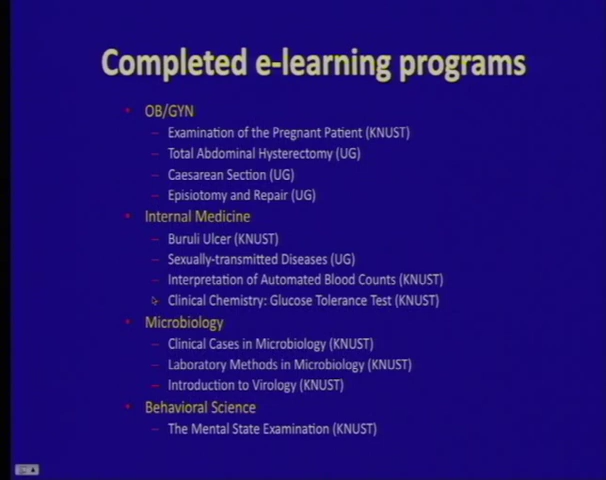 Completed e-learning programs
• OB/GYN
– Examination of the Pregnant Patient (KNUST)
– Total Abdominal Hysterectomy (UG)
– Caesarean Section (UG)
– Episiotomy and Repair (UG)
• Internal Medicine
– Buruli Ulcer (KNUST)
– Sexually-transmitted Diseases (UG)
– Interpretation of Automated Blood Counts (KNUST)
– Clinical Chemistry: Glucose Tolerance Test (KNUST)
• Microbiology
– Clinical Cases in Microbiology (KNUST)
– Laboratory Methods in Microbiology (KNUST)
– Introduction to Virology (KNUST)
• Behavioral Science
– The Mental State Examination (KNUST)